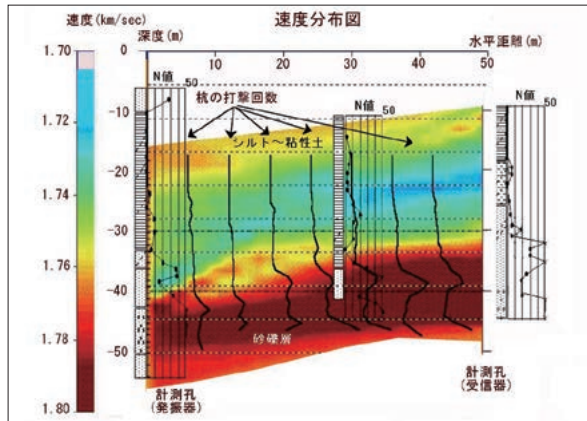 速度分布図
速度(km/sec)
深度(m)
水平距離(m)
1.70
1.72
1.74
1.76
1.78
1.80
0
-10
-20
-30
-40
-50
10
20
30
40
50
N値
50
N値
50
N値
50
杭の打撃回数
シルト～粘性土
砂礫層
計測孔
(発振器)
計測孔
(受信器)